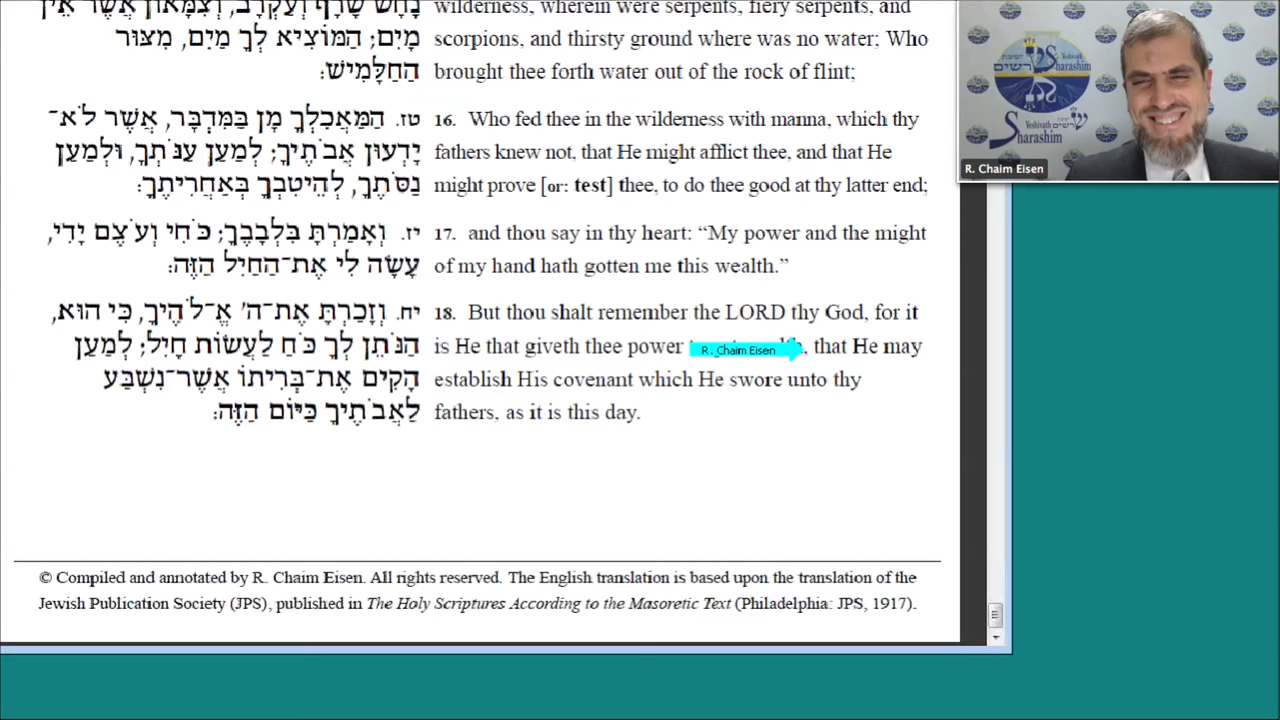 נָחָשׁ שָׂרָף וְעַקְרָב, וְצִמָּאוֹן אֲשֶׁר אֵין
מָיִם; הַמּוֹצִיא לְךָ מַיִם, מִצּוּר
הַחַלָּמִישׁ:
wilderness, wherein were serpents, fiery serpents, and
scorpions, and thirsty ground where was no water; Who
brought thee forth water out of the rock of flint;
טז. הַמַּאֲכִלְךָ מָן בַּמִּדְבָּר, אֲשֶׁר לֹא־
יָדְעוּן אֲבֹתֶיךָ; לְמַעַן עַנֹּתְךָ, וּלְמַעַן
נַסֹּתֶךָ, לְהֵיטִבְךָ בְּאַחֲרִיתֶךָ:
16. Who fed thee in the wilderness with manna, which thy
fathers knew not, that He might afflict thee, and that He
might prove [or: test] thee, to do thee good at thy latter end;
יז. וְאָמַרְתָּ בִּלְבָבֶךָ; כֹּחִי וְעֹצֶם יָדִי,
עָשָׂה לִי אֶת־הַחַיִל הַזֶּה:
17. and thou say in thy heart: “My power and the might
of my hand hath gotten me this wealth.”
יח. וְזָכַרְתָּ אֶת־ה׳ אֱ־לֹהֶיךָ, כִּי הוּא,
הַנֹּתֵן לְךָ כֹּחַ לַעֲשׂוֹת חָיִל; לְמַעַן
הָקִים אֶת־בְּרִיתוֹ אֲשֶׁר־נִשְׁבַּע
לַאֲבֹתֶיךָ כַּיּוֹם הַזֶּה:
18. But thou shalt remember the LORD thy God, for it
is He that giveth thee power R. Chaim Eisen, that He may
establish His covenant which He swore unto thy
fathers, as it is this day.
© Compiled and annotated by R. Chaim Eisen. All rights reserved. The English translation is based upon the translation of the
Jewish Publication Society (JPS), published in The Holy Scriptures According to the Masoretic Text (Philadelphia: JPS, 1917).
ישיבת
שרשים
Sharashim
Yeshivath שרשים
Sharashim
R. Chaim Eisen